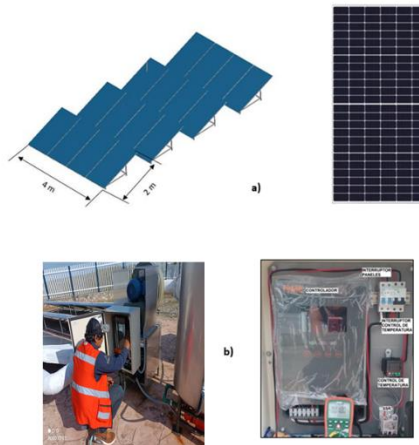 4 m
2 m
a)
b)
INTERRUPTOR
PANELES
CONTROLADOR
INTERRUPTOR
CONTROL DE
TEMPERATURA
CONTROL DE
TEMPERATURA